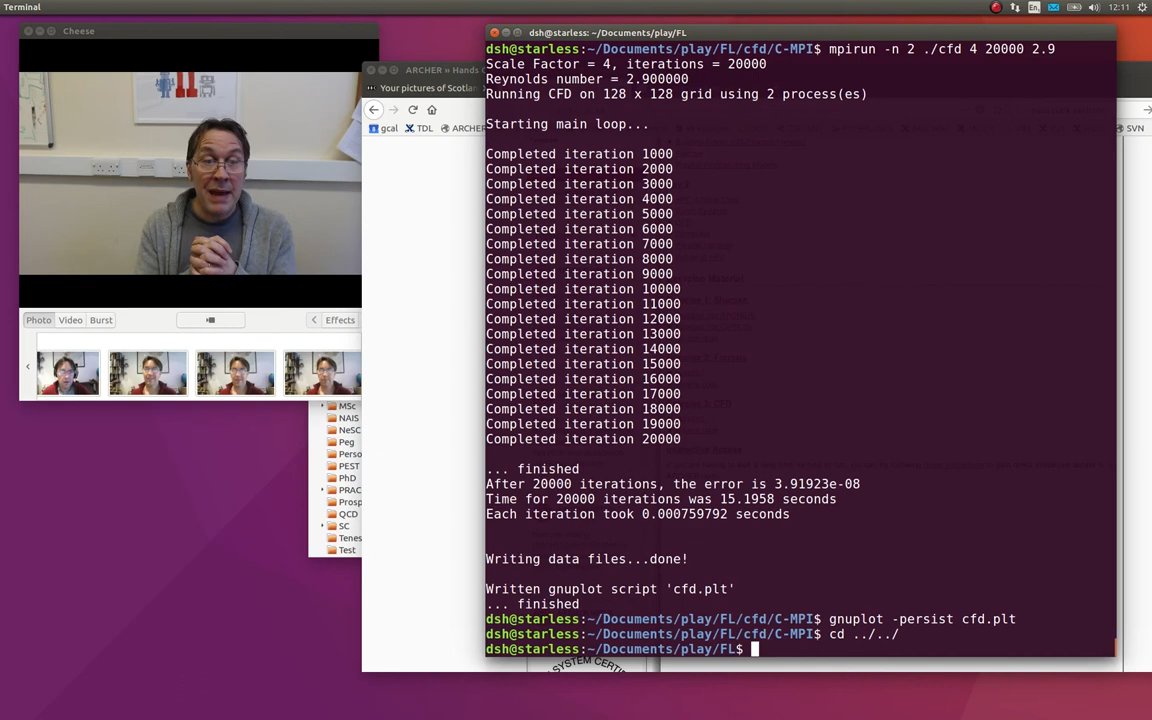 Terminal
En
12:11
Cheese
Photo
Video
Burst
Effects
ARCHER » Hands
Your pictures of Scotlan
gcal
TDL
ARCHER
SVN
MSc
NAIS
NeSC
Peg
Perso
PEST
PhD
PRAC
Prosp
QCD
SC
Tenes
Test
dsh@starless: ~/Documents/play/FL
dsh@starless:~/Documents/play/FL/cfd/C-MPI$ mpirun -n 2 ./cfd 4 20000 2.9
Scale Factor = 4, iterations = 20000
Reynolds number = 2.900000
Running CFD on 128 x 128 grid using 2 process(es)
Starting main loop...
Completed iteration 1000
Completed iteration 2000
Completed iteration 3000
Completed iteration 4000
Completed iteration 5000
Completed iteration 6000
Completed iteration 7000
Completed iteration 8000
Completed iteration 9000
Completed iteration 10000
Completed iteration 11000
Completed iteration 12000
Completed iteration 13000
Completed iteration 14000
Completed iteration 15000
Completed iteration 16000
Completed iteration 17000
Completed iteration 18000
Completed iteration 19000
Completed iteration 20000
... finished
After 20000 iterations, the error is 3.91923e-08
Time for 20000 iterations was 15.1958 seconds
Each iteration took 0.000759792 seconds
Writing data files...done!
Written gnuplot script 'cfd.plt'
... finished
dsh@starless:~/Documents/play/FL/cfd/C-MPI$ gnuplot -persist cfd.plt
dsh@starless:~/Documents/play/FL/cfd/C-MPI$ cd ../../
dsh@starless:~/Documents/play/FL$
SYSTEM CERTIF